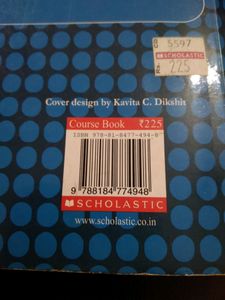 5597
SCHOLASTIC
225
Cover design by Kavita C. Dikshit
Course Book ₹225
ISBN 978-81-8477-494-8
9 788184 774948
SCHOLASTIC
www.scholastic.co.in